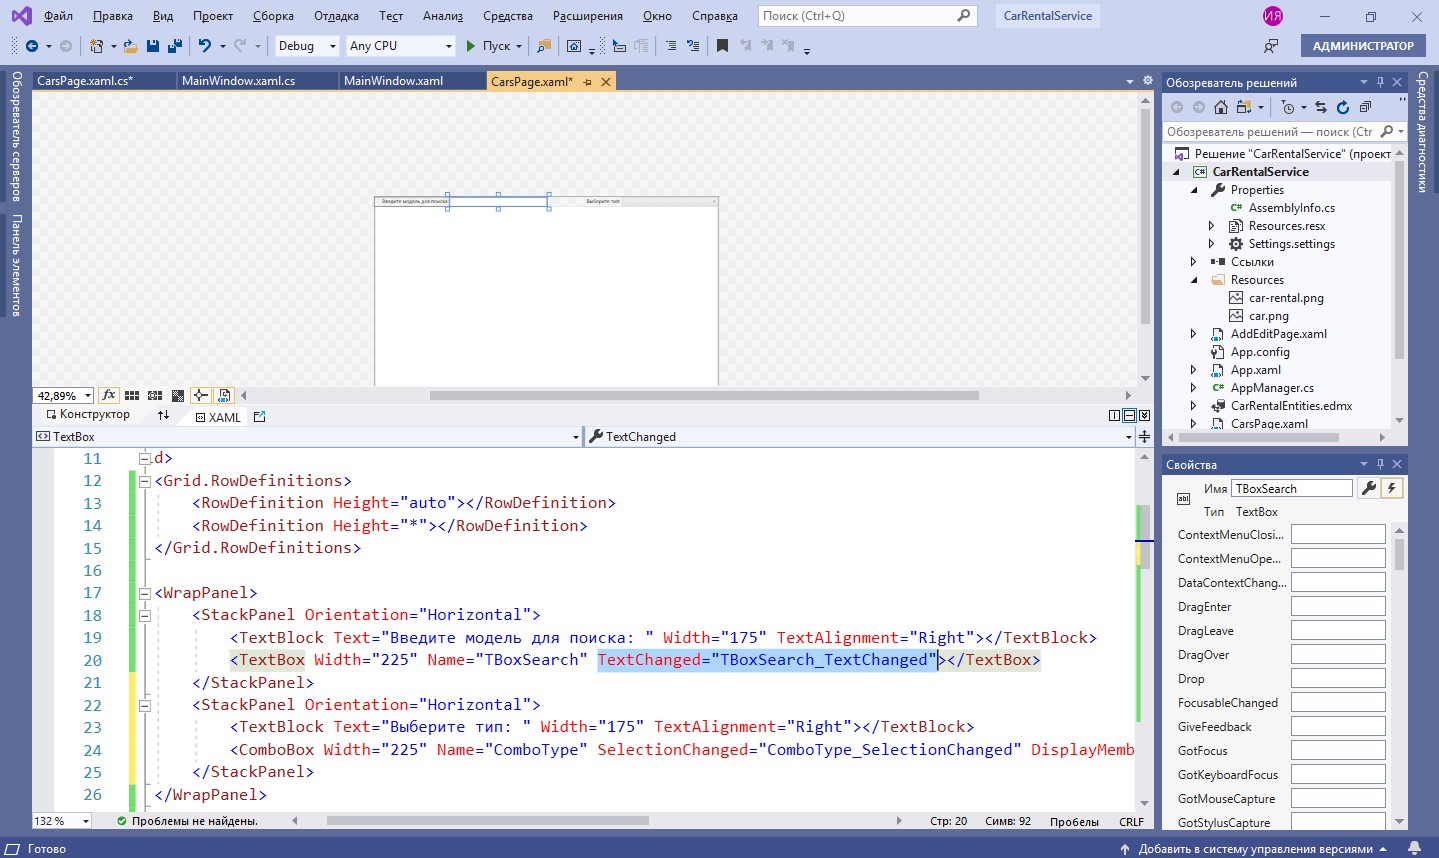 Файл Правка Вид Проект Сборка Отладка Тест Анализ Средства Расширения Окно Справка Поиск (Ctrl+Q) CarRentalService ИЯ
Debug Any CPU Пуск АДМИНИСТРАТОР
Обозреватель серверов
Панель элементов
CarsPage.xaml.cs* MainWindow.xaml.cs MainWindow.xaml CarsPage.xaml*
Введите модель для поиска: Выберите тип:
42,89% fx
Конструктор XAML
TextBox TextChanged
11 .d>
12 <Grid.RowDefinitions>
13 <RowDefinition Height="auto"></RowDefinition>
14 <RowDefinition Height="*"></RowDefinition>
15 </Grid.RowDefinitions>
16
17 <WrapPanel>
18 <StackPanel Orientation="Horizontal">
19 <TextBlock Text="Введите модель для поиска: " Width="175" TextAlignment="Right"></TextBlock>
20 <TextBox Width="225" Name="TBoxSearch" TextChanged="TBoxSearch_TextChanged"></TextBox>
21 </StackPanel>
22 <StackPanel Orientation="Horizontal">
23 <TextBlock Text="Выберите тип: " Width="175" TextAlignment="Right"></TextBlock>
24 <ComboBox Width="225" Name="ComboType" SelectionChanged="ComboType_SelectionChanged" DisplayMemb
25 </StackPanel>
26 </WrapPanel>
132 % Проблемы не найдены. Стр: 20 Симв: 92 Пробелы CRLF
Обозреватель решений
Обозреватель решений — поиск (Ctr
Решение "CarRentalService" (проект
CarRentalService
Properties
AssemblyInfo.cs
Resources.resx
Settings.settings
Ссылки
Resources
car-rental.png
car.png
AddEditPage.xaml
App.config
App.xaml
AppManager.cs
CarRentalEntities.edmx
CarsPage.xaml
Свойства
Имя TBoxSearch
Тип TextBox
ContextMenuClosi...
ContextMenuOpe...
DataContextChang...
DragEnter
DragLeave
DragOver
Drop
FocusableChanged
GiveFeedback
GotFocus
GotKeyboardFocus
GotMouseCapture
GotStylusCapture
Средства диагностики
Готово Добавить в систему управления версиями